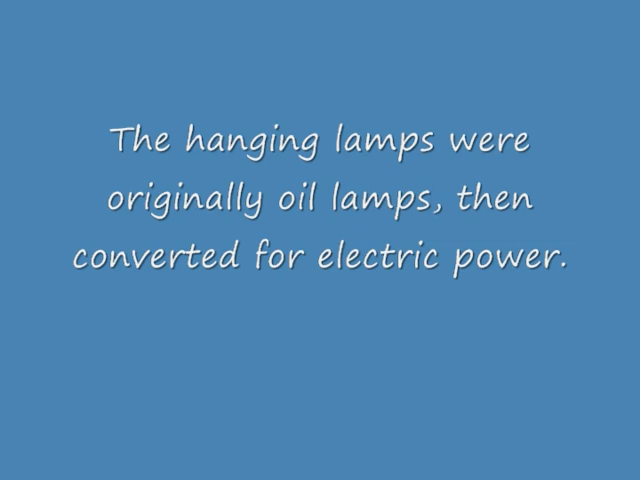 The hanging lamps were
originally oil lamps, then
converted for electric power.